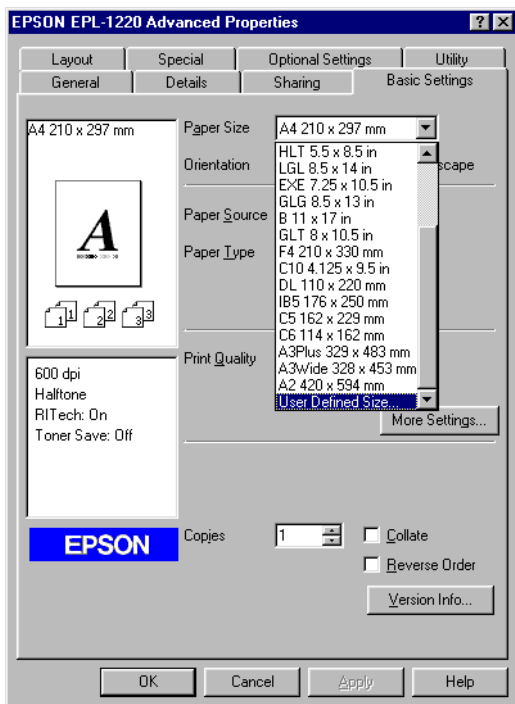 EPSON EPL-1220 Advanced Properties
Layout
Special
Optional Settings
Utility
General
Details
Sharing
Basic Settings
A4 210 x 297 mm
Paper Size
A4 210 x 297 mm
Orientation
scape
HLT 5.5 x 8.5 in
LGL 8.5 x 14 in
EXE 7.25 x 10.5 in
GLG 8.5 x 13 in
B 11 x 17 in
GLT 8 x 10.5 in
F4 210 x 330 mm
C10 4.125 x 9.5 in
DL 110 x 220 mm
IB5 176 x 250 mm
C5 162 x 229 mm
C6 114 x 162 mm
A3Plus 329 x 483 mm
A3Wide 328 x 453 mm
A2 420 x 594 mm
User Defined Size...
Paper Source
Paper Type
A
1 1 2 2 3 3
Print Quality
More Settings...
600 dpi
Halftone
RITech: On
Toner Save: Off
EPSON
Copies
1
Collate
Reverse Order
Version Info...
OK
Cancel
Apply
Help